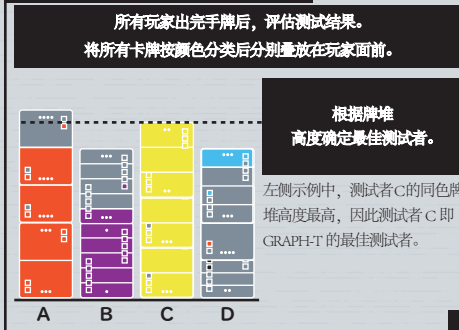 所有玩家出完手牌后，评估测试结果。
将所有卡牌按颜色分类后分别叠放在玩家面前。
根据牌堆
高度确定最佳测试者。
左侧示例中，测试者C的同色牌
堆高度最高，因此测试者 C 即
GRAPH-T 的最佳测试者。
A B C D